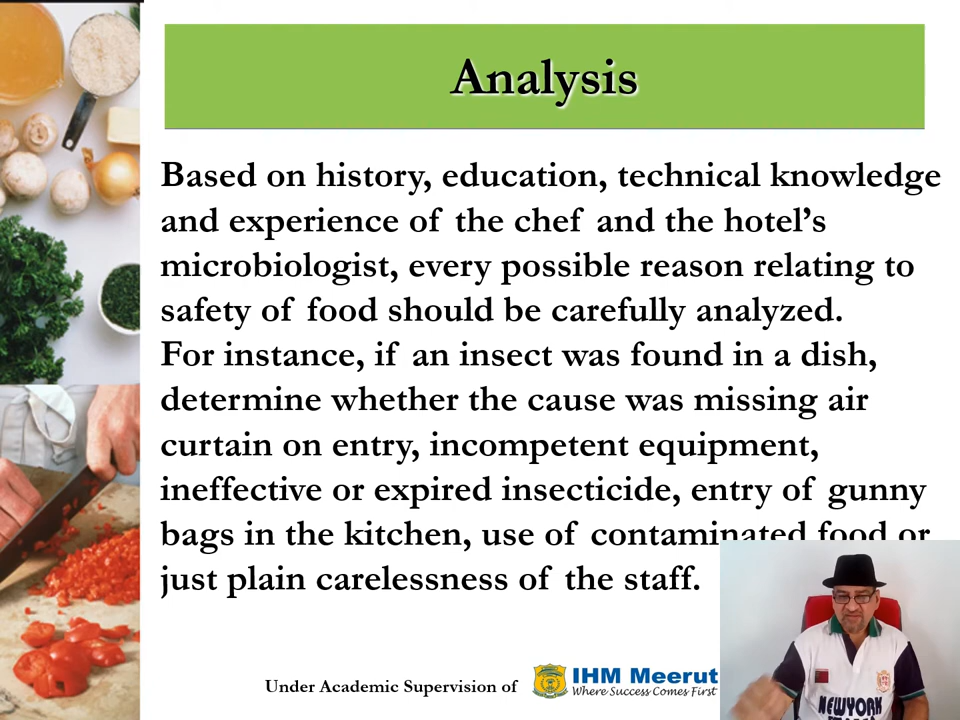 Analysis
Based on history, education, technical knowledge
and experience of the chef and the hotel’s
microbiologist, every possible reason relating to
safety of food should be carefully analyzed.
For instance, if an insect was found in a dish,
determine whether the cause was missing air
curtain on entry, incompetent equipment,
ineffective or expired insecticide, entry of gunny
bags in the kitchen, use of contaminated food or
just plain carelessness of the staff.
Under Academic Supervision of
IHM Meerut
Where Success Comes First
NEWYORK